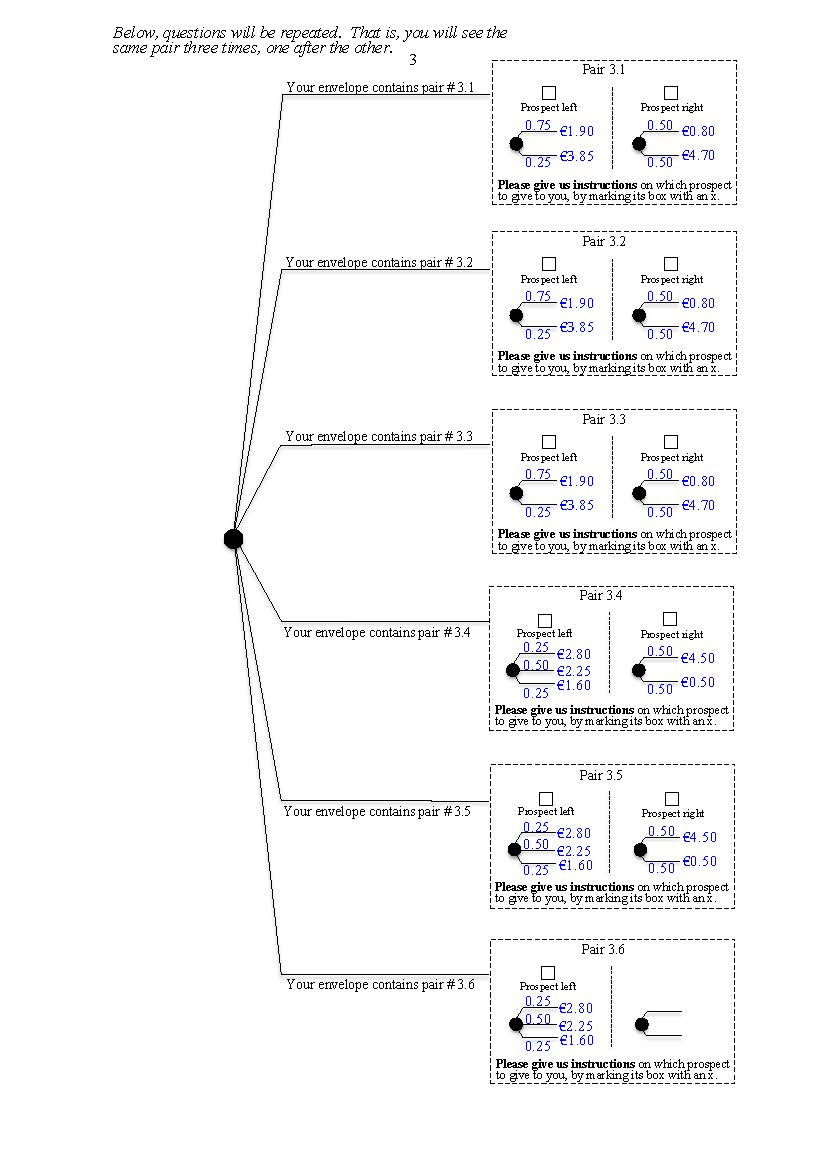 Below, questions will be repeated.  That is, you will see the
same pair three times, one after the other.
3
Your envelope contains pair # 3.1
Pair 3.1
Prospect left
Prospect right
0.75 €1.90
0.25 €3.85
0.50 €0.80
0.50 €4.70
Please give us instructions on which prospect
to give to you, by marking its box with an x.
Your envelope contains pair # 3.2
Pair 3.2
Prospect left
Prospect right
0.75 €1.90
0.25 €3.85
0.50 €0.80
0.50 €4.70
Please give us instructions on which prospect
to give to you, by marking its box with an x.
Your envelope contains pair # 3.3
Pair 3.3
Prospect left
Prospect right
0.75 €1.90
0.25 €3.85
0.50 €0.80
0.50 €4.70
Please give us instructions on which prospect
to give to you, by marking its box with an x.
Your envelope contains pair # 3.4
Pair 3.4
Prospect left
Prospect right
0.25 €2.80
0.50 €2.25
0.25 €1.60
0.50 €4.50
0.50 €0.50
Please give us instructions on which prospect
to give to you, by marking its box with an x.
Your envelope contains pair # 3.5
Pair 3.5
Prospect left
Prospect right
0.25 €2.80
0.50 €2.25
0.25 €1.60
0.50 €4.50
0.50 €0.50
Please give us instructions on which prospect
to give to you, by marking its box with an x.
Your envelope contains pair # 3.6
Pair 3.6
Prospect left
0.25 €2.80
0.50 €2.25
0.25 €1.60
Please give us instructions on which prospect
to give to you, by marking its box with an x.